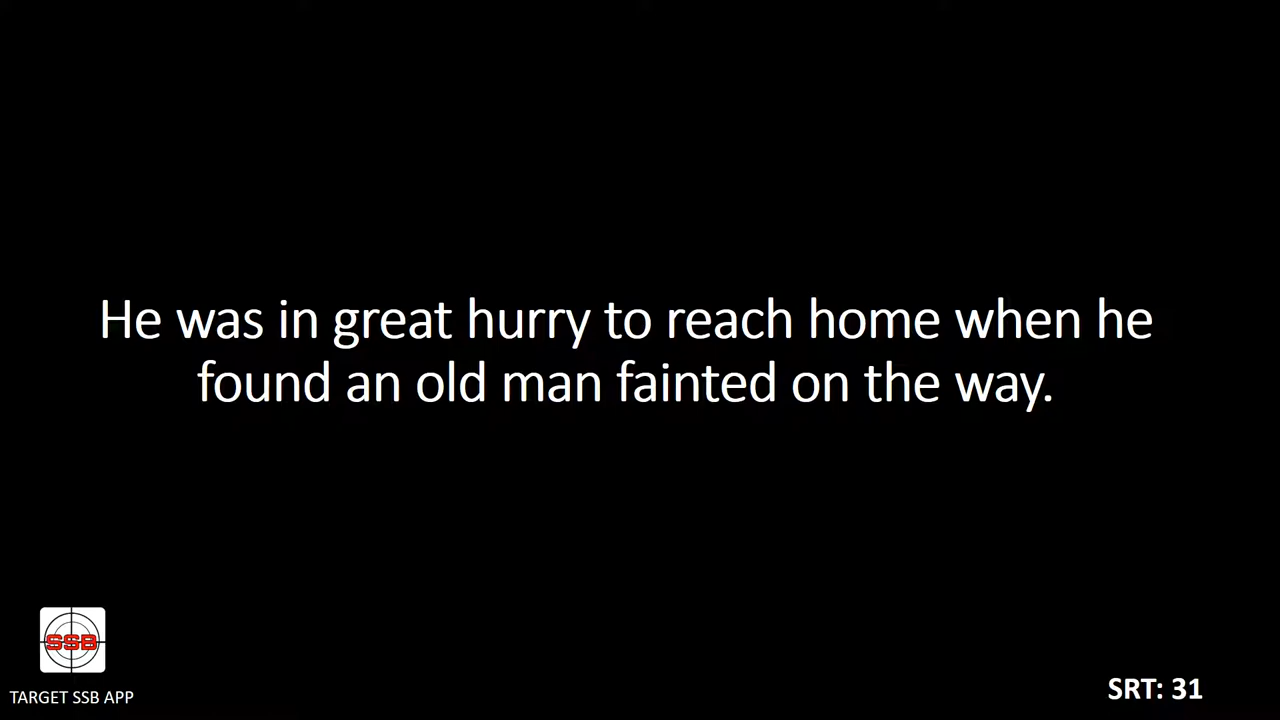 He was in great hurry to reach home when he
found an old man fainted on the way.
SSB
TARGET SSB APP
SRT: 31